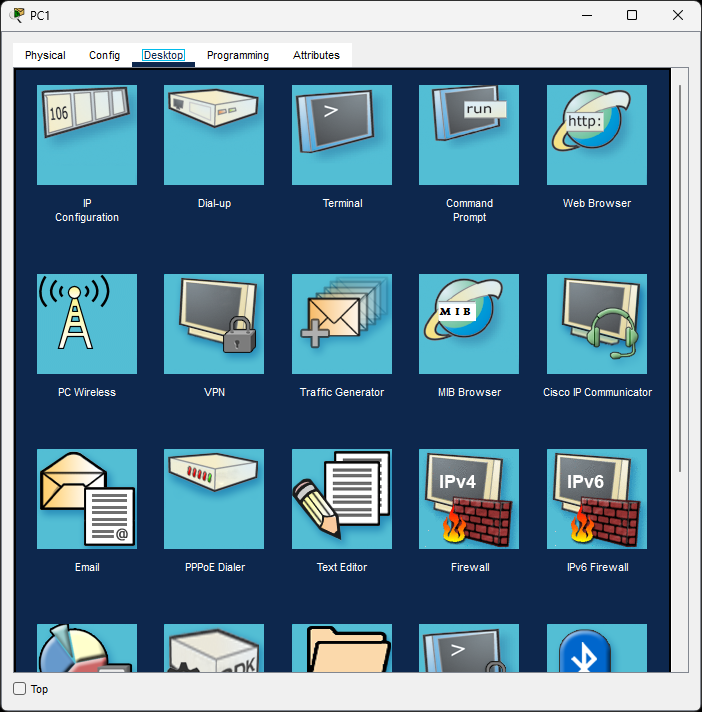 PC1
Physical Config Desktop Programming Attributes
106
>
run
http:
IP
Configuration
Dial-up
Terminal
Command
Prompt
Web Browser
MIB
PC Wireless
VPN
Traffic Generator
MIB Browser
Cisco IP Communicator
@
IPv4
IPv6
Email
PPPoE Dialer
Text Editor
Firewall
IPv6 Firewall
>
Top